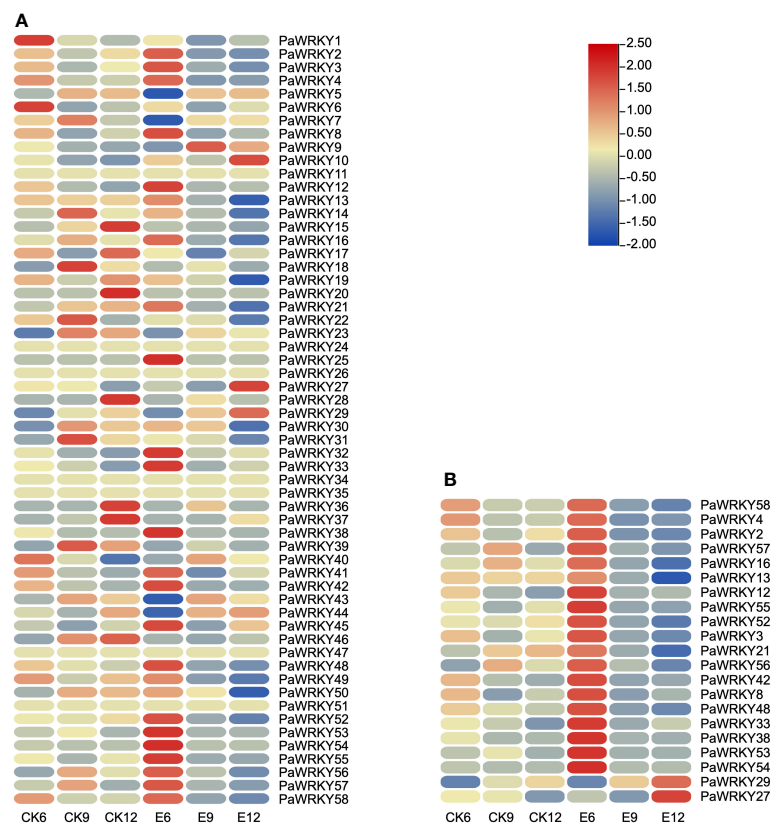 A
PaWRKY1
PaWRKY2
PaWRKY3
PaWRKY4
PaWRKY5
PaWRKY6
PaWRKY7
PaWRKY8
PaWRKY9
PaWRKY10
PaWRKY11
PaWRKY12
PaWRKY13
PaWRKY14
PaWRKY15
PaWRKY16
PaWRKY17
PaWRKY18
PaWRKY19
PaWRKY20
PaWRKY21
PaWRKY22
PaWRKY23
PaWRKY24
PaWRKY25
PaWRKY26
PaWRKY27
PaWRKY28
PaWRKY29
PaWRKY30
PaWRKY31
PaWRKY32
PaWRKY33
PaWRKY34
PaWRKY35
PaWRKY36
PaWRKY37
PaWRKY38
PaWRKY39
PaWRKY40
PaWRKY41
PaWRKY42
PaWRKY43
PaWRKY44
PaWRKY45
PaWRKY46
PaWRKY47
PaWRKY48
PaWRKY49
PaWRKY50
PaWRKY51
PaWRKY52
PaWRKY53
PaWRKY54
PaWRKY55
PaWRKY56
PaWRKY57
PaWRKY58
CK6 CK9 CK12 E6 E9 E12
2.50
2.00
1.50
1.00
0.50
0.00
-0.50
-1.00
-1.50
-2.00
B
PaWRKY58
PaWRKY4
PaWRKY2
PaWRKY57
PaWRKY16
PaWRKY13
PaWRKY12
PaWRKY55
PaWRKY52
PaWRKY3
PaWRKY21
PaWRKY56
PaWRKY42
PaWRKY8
PaWRKY48
PaWRKY33
PaWRKY38
PaWRKY53
PaWRKY54
PaWRKY29
PaWRKY27
CK6 CK9 CK12 E6 E9 E12